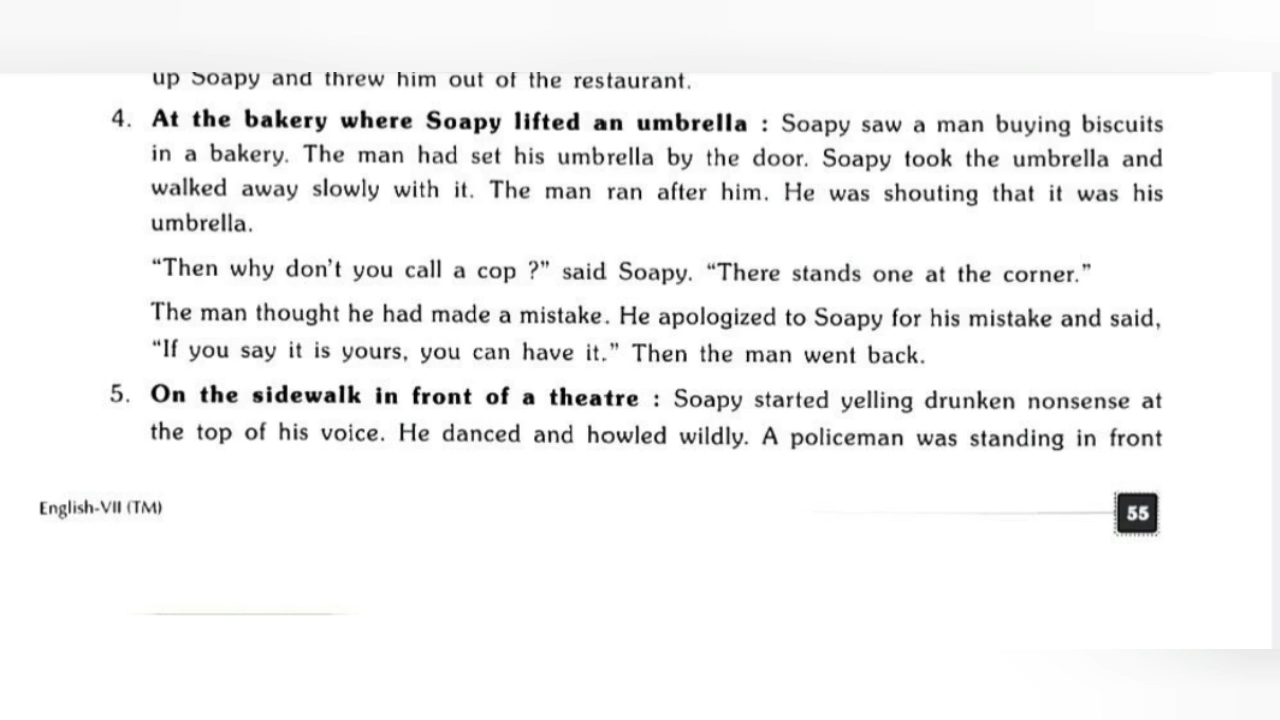 up Soapy and threw him out of the restaurant.
4. At the bakery where Soapy lifted an umbrella : Soapy saw a man buying biscuits
in a bakery. The man had set his umbrella by the door. Soapy took the umbrella and
walked away slowly with it. The man ran after him. He was shouting that it was his
umbrella.
“Then why don’t you call a cop ?” said Soapy. “There stands one at the corner.”
The man thought he had made a mistake. He apologized to Soapy for his mistake and said,
“If you say it is yours, you can have it.” Then the man went back.
5. On the sidewalk in front of a theatre : Soapy started yelling drunken nonsense at
the top of his voice. He danced and howled wildly. A policeman was standing in front
English-VII (TM)
55